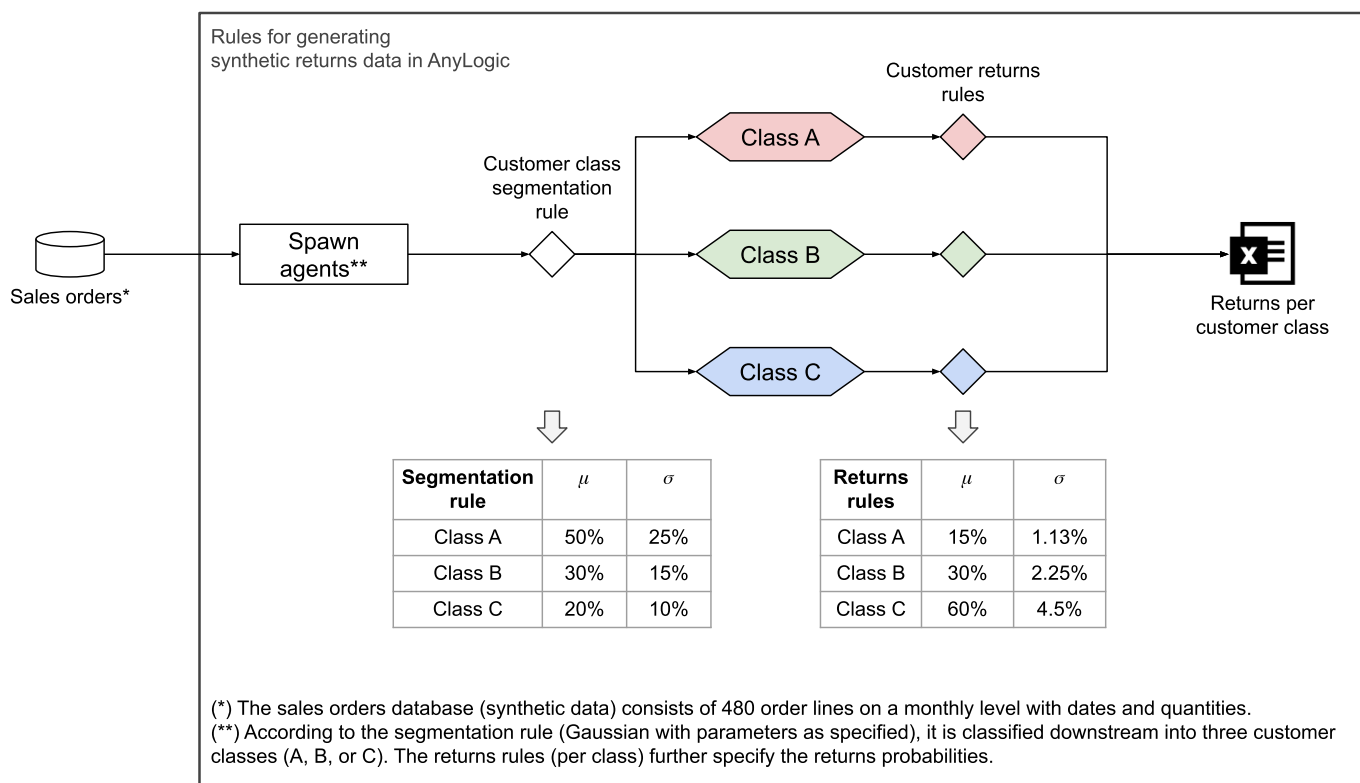 Rules for generating
synthetic returns data in AnyLogic
Customer returns
rules
Class A
Customer class
segmentation
rule
Spawn
agents**
Class B
X
Sales orders*
Returns per
customer class
Class C
Segmentation
rule
μ
σ
Class A
50%
25%
Class B
30%
15%
Class C
20%
10%
Returns
rules
μ
σ
Class A
15%
1.13%
Class B
30%
2.25%
Class C
60%
4.5%
(*) The sales orders database (synthetic data) consists of 480 order lines on a monthly level with dates and quantities.
(**) According to the segmentation rule (Gaussian with parameters as specified), it is classified downstream into three customer
classes (A, B, or C). The returns rules (per class) further specify the returns probabilities.